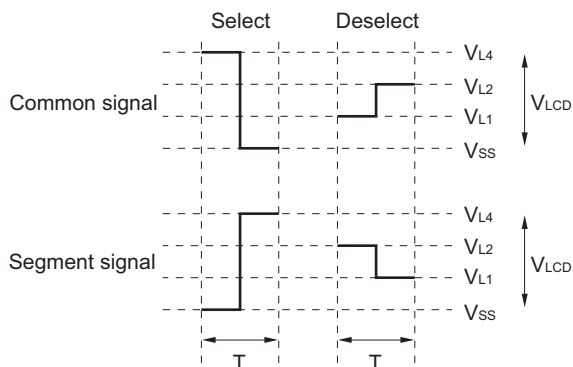 Select Deselect
Common signal
VL4
VL2
VL1
VSS
VLCD
Segment signal
VL4
VL2
VL1
VSS
VLCD
T T